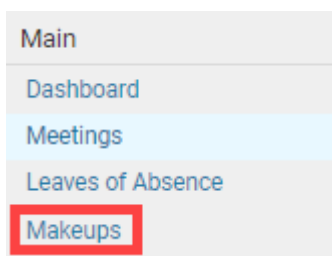 Main
Dashboard
Meetings
Leaves of Absence
Makeups